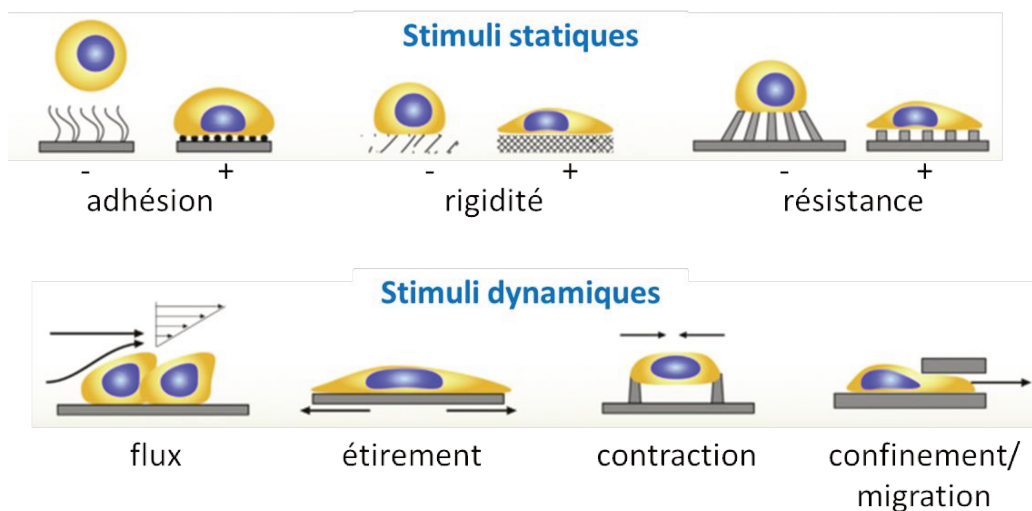 Stimuli statiques
- + - + - +
adhésion rigidité résistance
Stimuli dynamiques
flux étirement contraction confinement/
migration